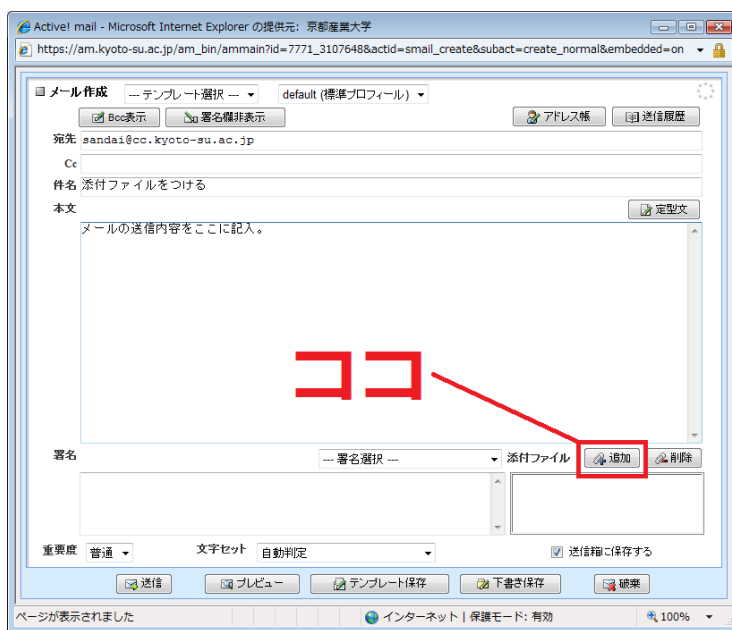 Active! mail - Microsoft Internet Explorer の提供元: 京都産業大学
https://am.kyoto-su.ac.jp/am_bin/ammain?id=7771_3107648&actid=smail_create&subact=create_normal&embedded=on
メール作成 --- テンプレート選択 --- default (標準プロフィール)
Bcc表示 署名欄非表示 アドレス帳 送信履歴
宛先 sandai@cc.kyoto-su.ac.jp
Cc
件名 添付ファイルをつける
本文 定型文
メールの送信内容をここに記入。
ココ
署名 --- 署名選択 --- 添付ファイル 追加 削除
重要度 普通 文字セット 自動判定 送信箱に保存する
送信 プレビュー テンプレート保存 下書き保存 破棄
ページが表示されました インターネット | 保護モード: 有効 100%